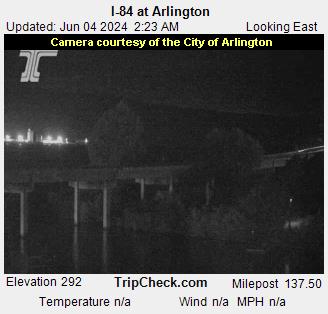 I-84 at Arlington
Updated: Jun 04 2024 2:23 AM Looking East
Camera courtesy of the City of Arlington
Elevation 292 TripCheck.com Milepost 137.50
Temperature n/a Wind n/a MPH n/a